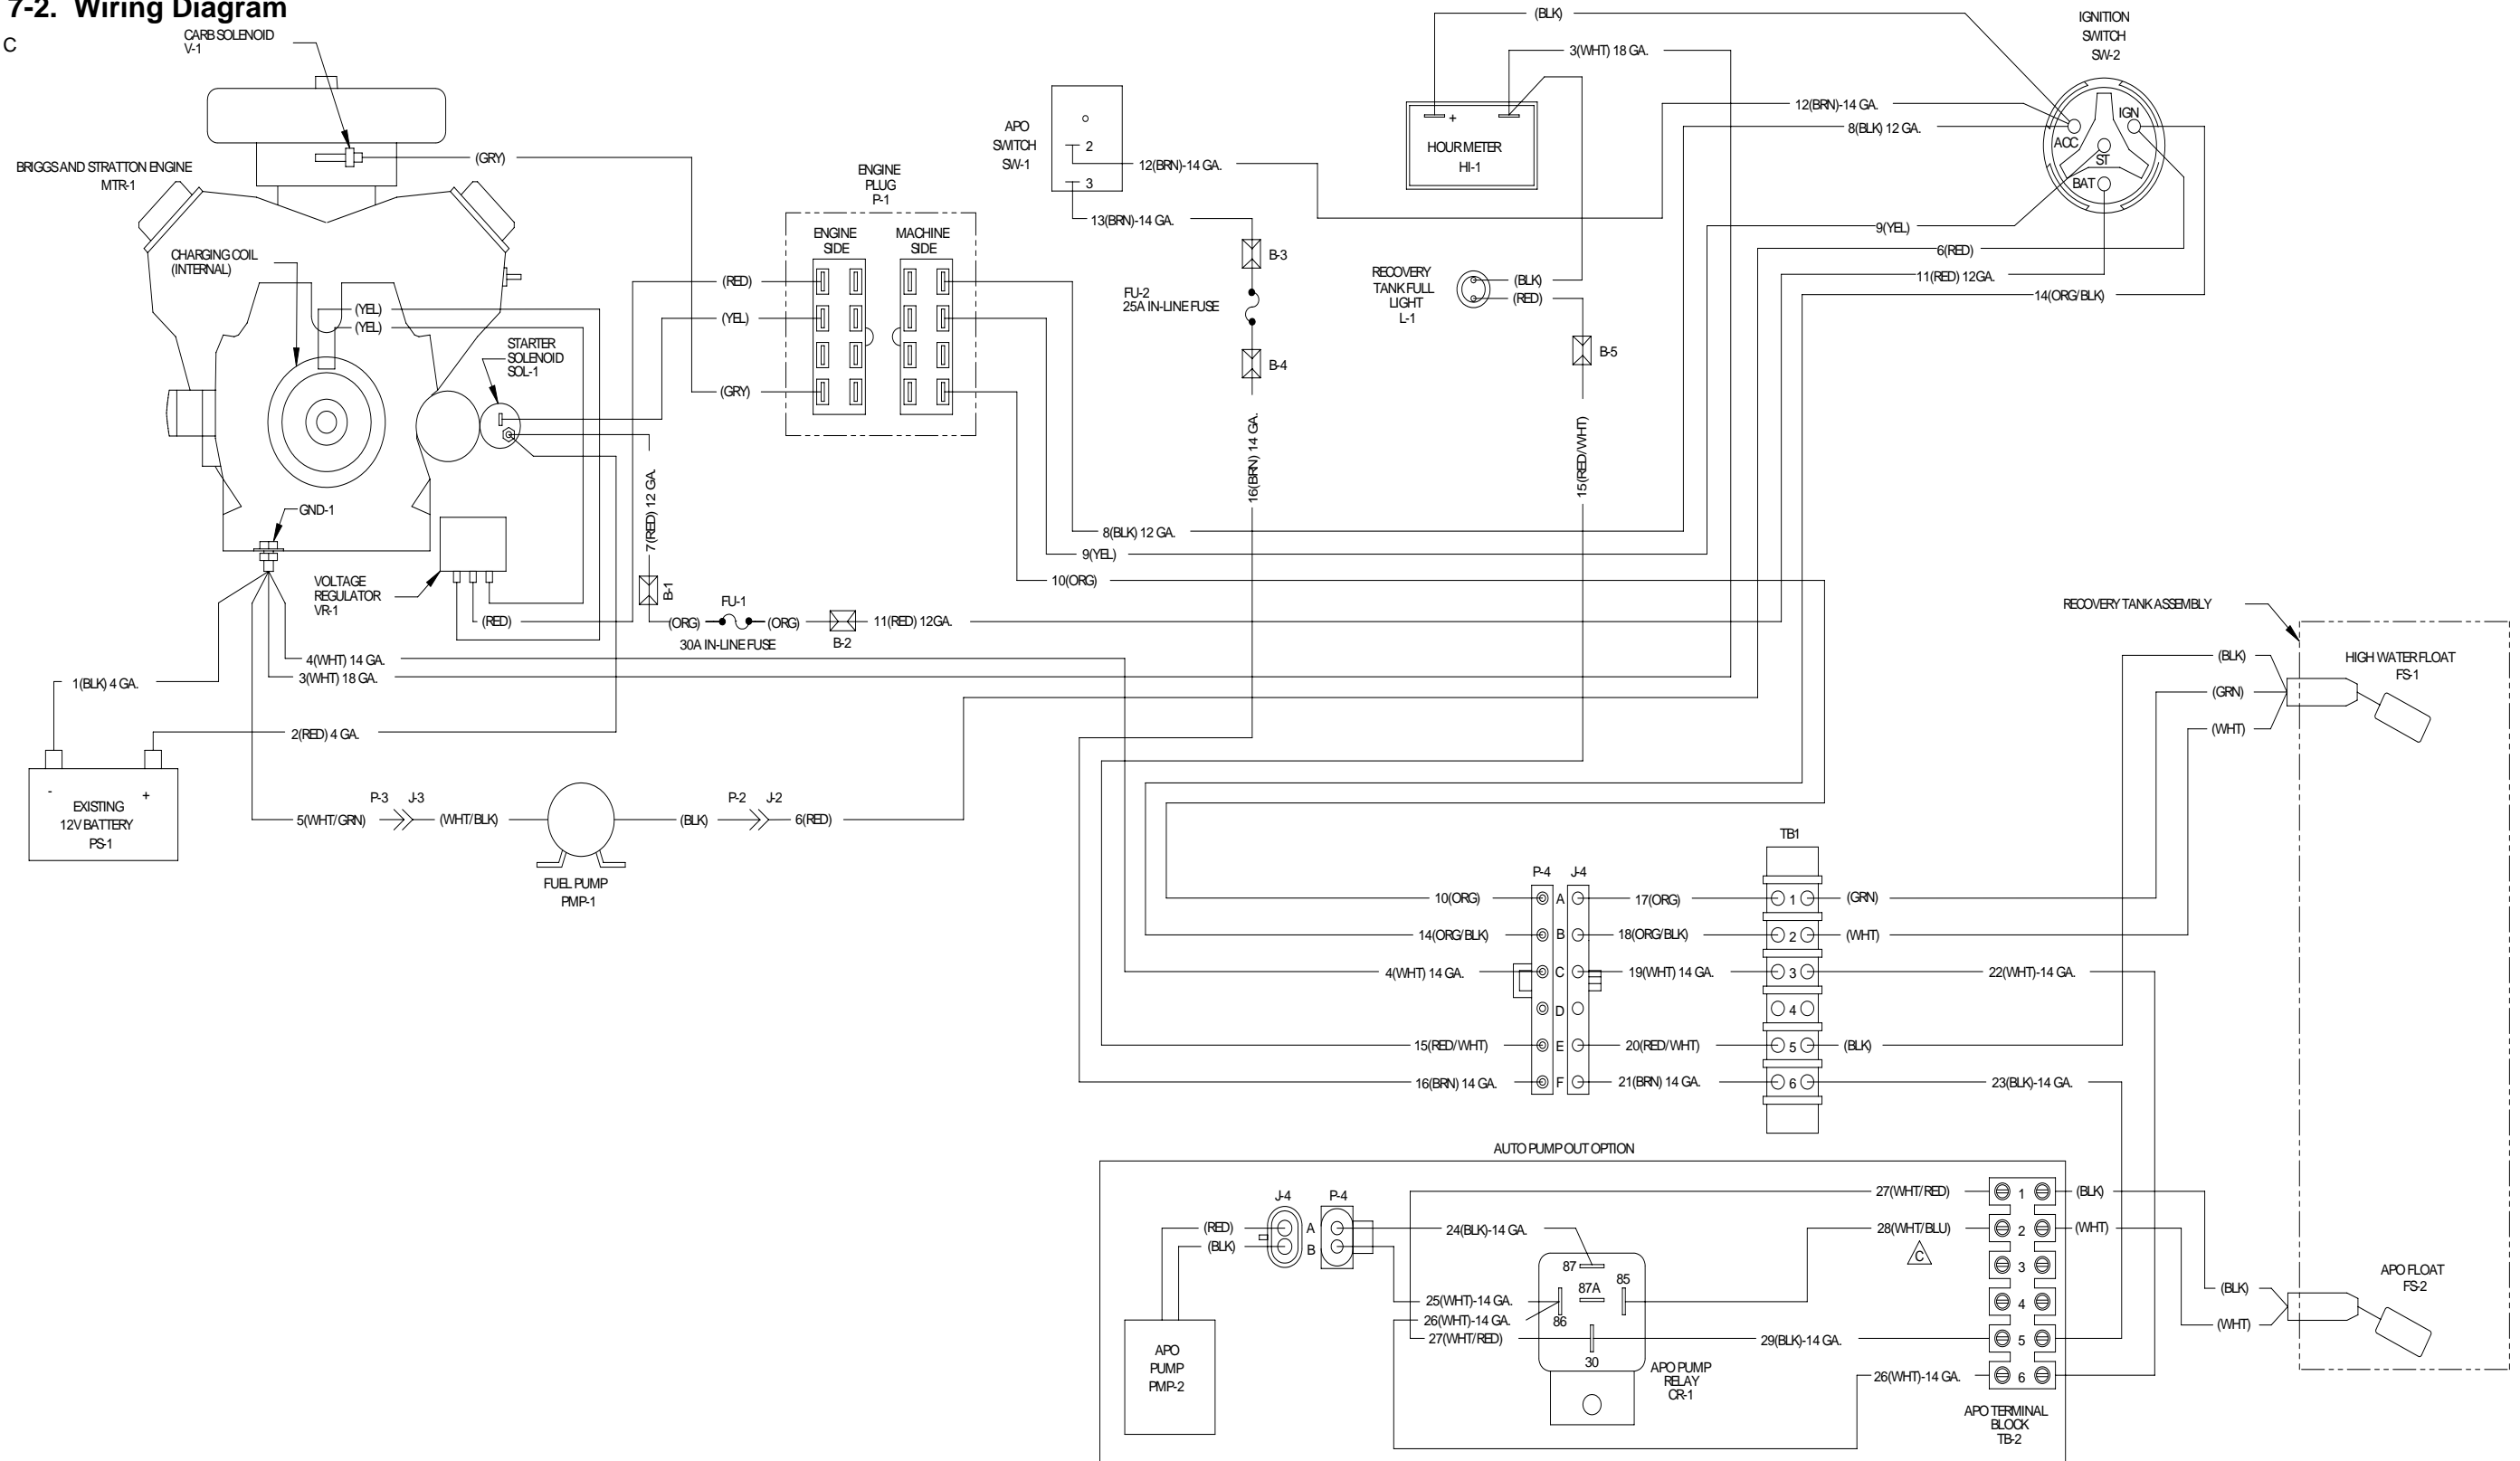 7-2. Wiring Diagram
C
CARB SOLENOID
V-1
BRIGGS AND STRATTON ENGINE
MTR-1
(GRY)
CHARGING COIL
(INTERNAL)
(YEL)
(YEL)
STARTER
SOLENOID
SOL-1
GND-1
VOLTAGE
REGULATOR
VR-1
(RED)
ENGINE
PLUG
P-1
ENGINE
SIDE
MACHINE
SIDE
(RED)
(YEL)
(GRY)
7(RED) 12 GA.
B-1
(ORG)
FU-1
(ORG)
30A IN-LINE FUSE
B-2
11(RED) 12GA.
4(WHT) 14 GA.
3(WHT) 18 GA.
1(BLK) 4 GA.
2(RED) 4 GA.
-
+
EXISTING
12V BATTERY
PS-1
5(WHT/GRN)
P-3
J-3
(WHT/BLK)
FUEL PUMP
PMP-1
(BLK)
P-2
J-2
6(RED)
APO
SWITCH
SW-1
2
3
12(BRN)-14 GA.
13(BRN)-14 GA.
B-3
FU-2
25A IN-LINE FUSE
B-4
16(BRN) 14 GA.
(BLK)
3(WHT) 18 GA.
+
HOUR METER
HI-1
RECOVERY
TANK FULL
LIGHT
L-1
(BLK)
(RED)
B-5
15(RED/WHT)
IGNITION
SWITCH
SW-2
ACC
IGN
ST
BAT
12(BRN)-14 GA.
8(BLK) 12 GA.
9(YEL)
6(RED)
11(RED) 12GA.
14(ORG/BLK)
8(BLK) 12 GA.
9(YEL)
10(ORG)
RECOVERY TANK ASSEMBLY
HIGH WATER FLOAT
FS-1
(BLK)
(GRN)
(WHT)
P-4
J-4
TB1
10(ORG)
A
17(ORG)
1
(GRN)
14(ORG/BLK)
B
18(ORG/BLK)
2
(WHT)
4(WHT) 14 GA.
C
19(WHT) 14 GA.
3
22(WHT)-14 GA.
D
4
15(RED/WHT)
E
20(RED/WHT)
5
(BLK)
16(BRN) 14 GA.
F
21(BRN) 14 GA.
6
23(BLK)-14 GA.
AUTO PUMP OUT OPTION
J-4
P-4
(RED)
A
(BLK)
B
24(BLK)-14 GA.
25(WHT)-14 GA.
26(WHT)-14 GA.
27(WHT/RED)
APO
PUMP
PMP-2
87
87A
85
86
30
APO PUMP
RELAY
CR-1
27(WHT/RED)
28(WHT/BLU)
C
29(BLK)-14 GA.
26(WHT)-14 GA.
1
2
3
4
5
6
(BLK)
(WHT)
APO TERMINAL
BLOCK
TB-2
APO FLOAT
FS-2
(BLK)
(WHT)